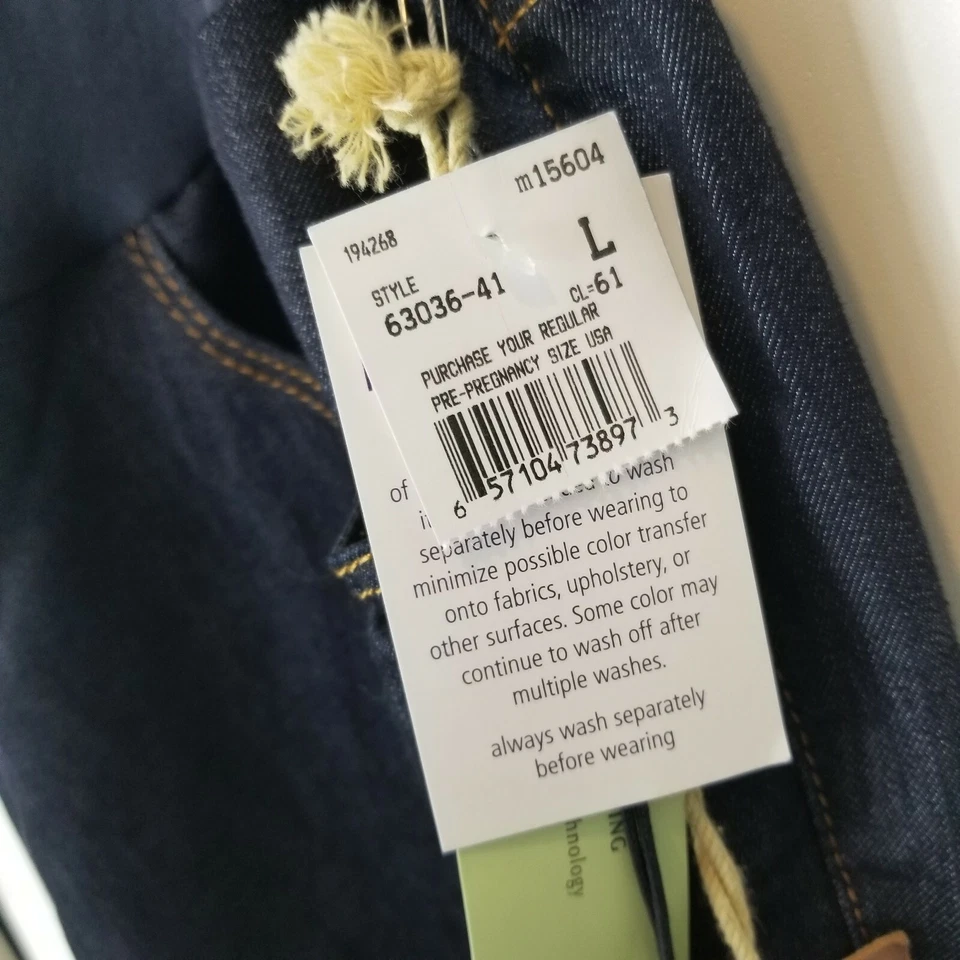 m15604
194268
L
STYLE
63036-41
CL=61
PURCHASE YOUR REGULAR
PRE-PREGNANCY SIZE USA
6 57104 73897 3
of
to wash
separately before wearing to
minimize possible color transfer
onto fabrics, upholstery, or
other surfaces. Some color may
continue to wash off after
multiple washes.
always wash separately
before wearing
ING
hnology